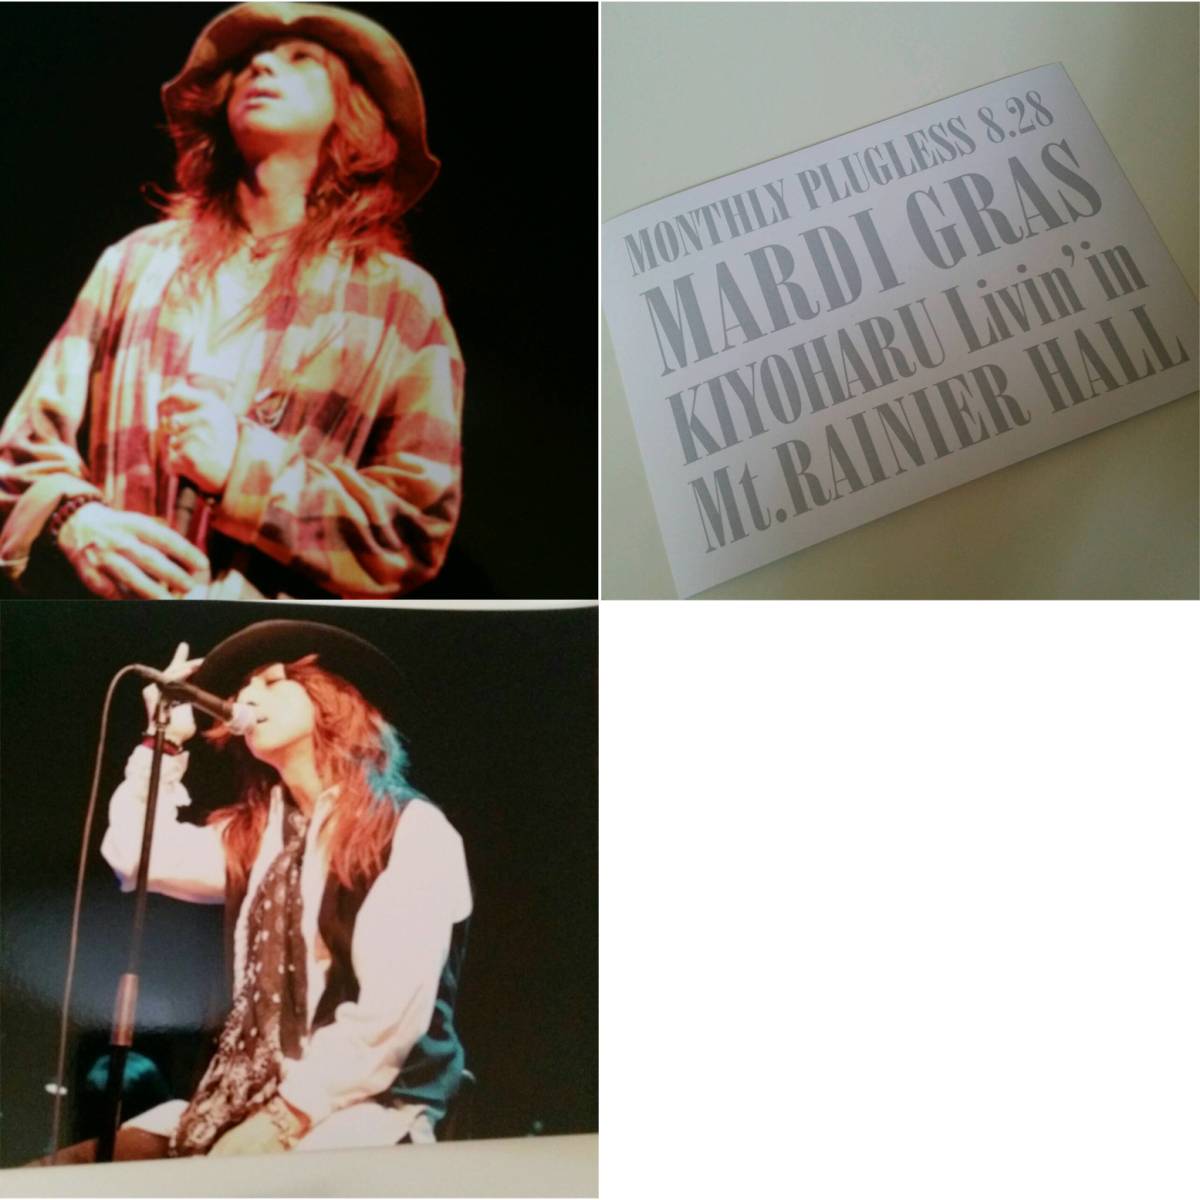 MONTHLY PLUGLESS 8.28
MARDI GRAS
KIYOHARU Livin' in
Mt.RAINIER HALL